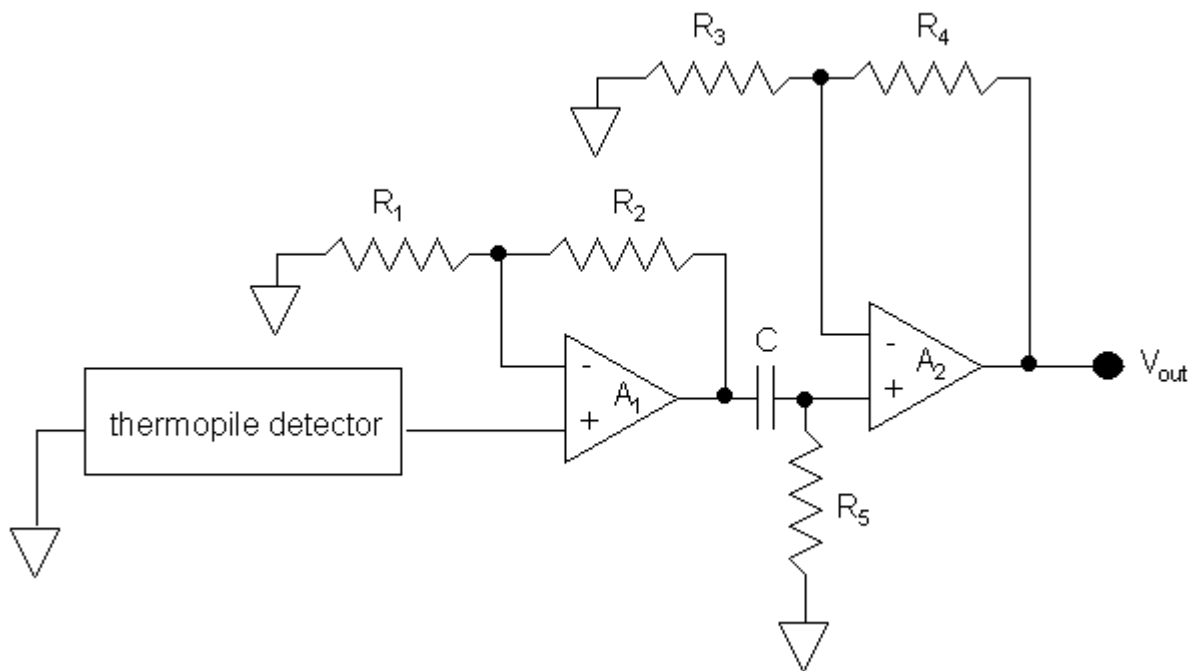 R3
R4
R1
R2
C
-
A2
+
Vout
-
A1
+
thermopile detector
R5